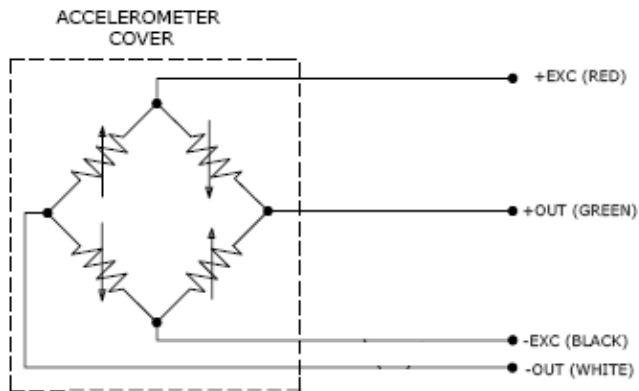 ACCELEROMETER
COVER
+EXC (RED)
+OUT (GREEN)
-EXC (BLACK)
-OUT (WHITE)